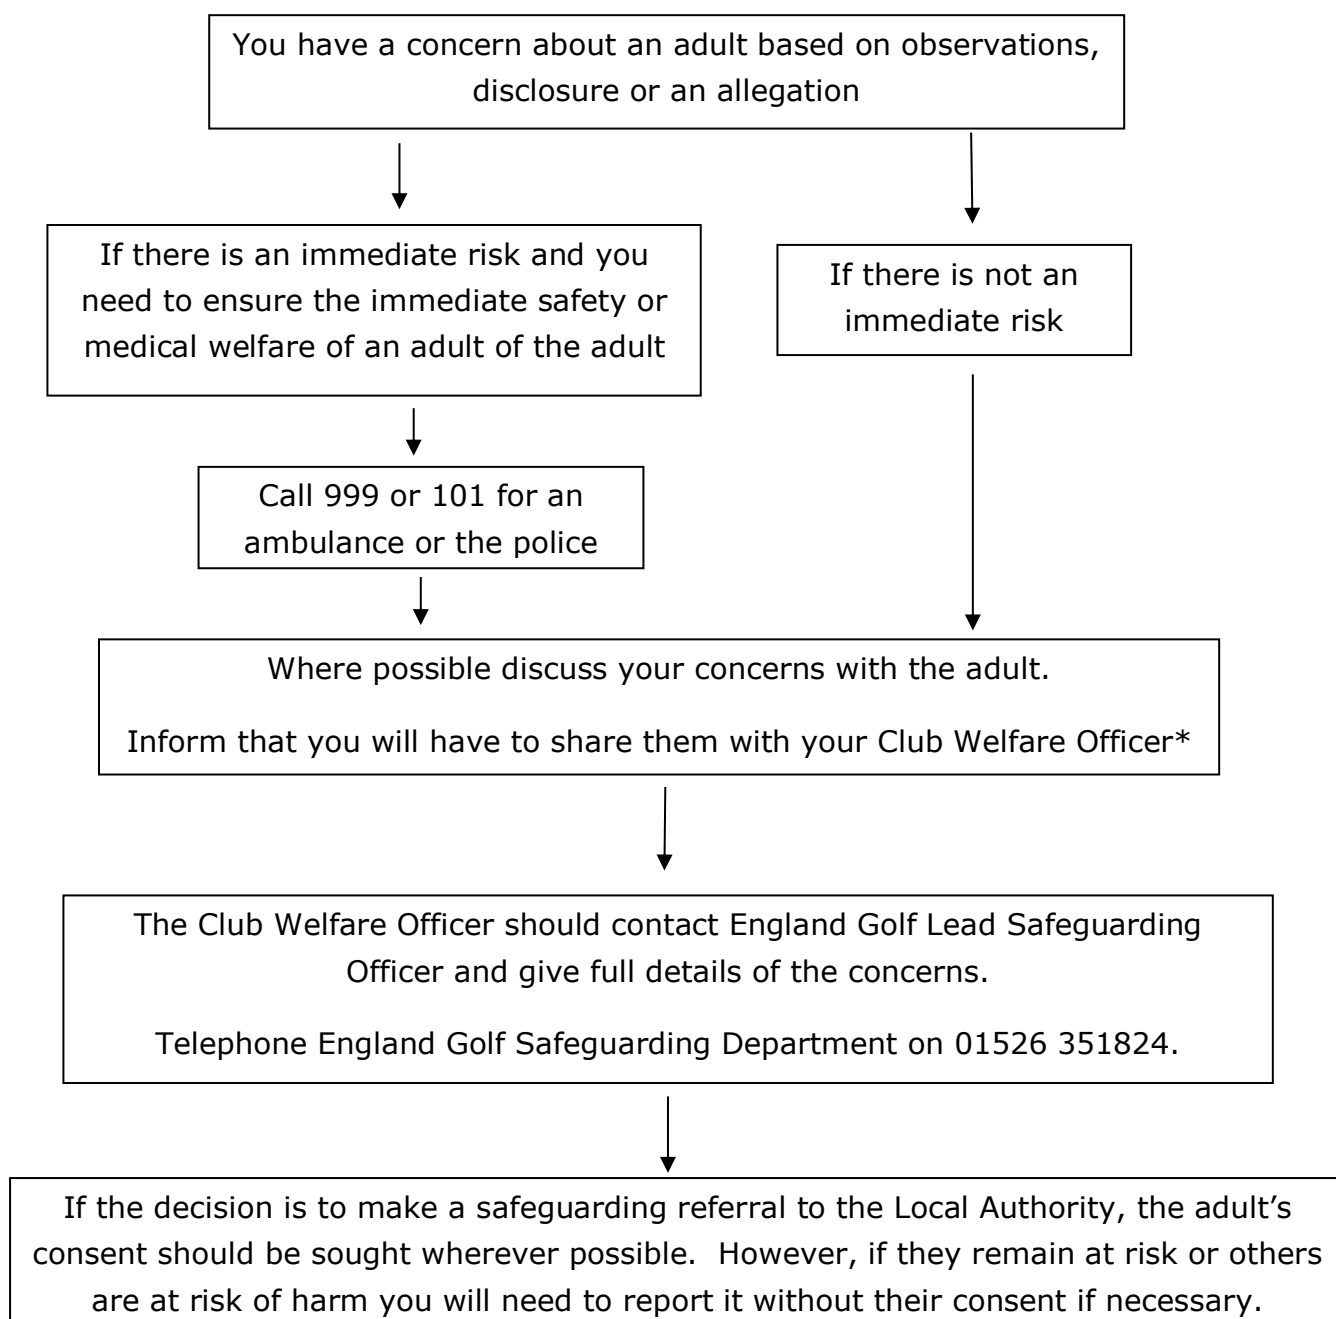 You have a concern about an adult based on observations,
disclosure or an allegation
If there is an immediate risk and you
need to ensure the immediate safety or
medical welfare of an adult of the adult
If there is not an
immediate risk
Call 999 or 101 for an
ambulance or the police
Where possible discuss your concerns with the adult.
Inform that you will have to share them with your Club Welfare Officer*
The Club Welfare Officer should contact England Golf Lead Safeguarding
Officer and give full details of the concerns.
Telephone England Golf Safeguarding Department on 01526 351824.
If the decision is to make a safeguarding referral to the Local Authority, the adult’s
consent should be sought wherever possible.  However, if they remain at risk or others
are at risk of harm you will need to report it without their consent if necessary.